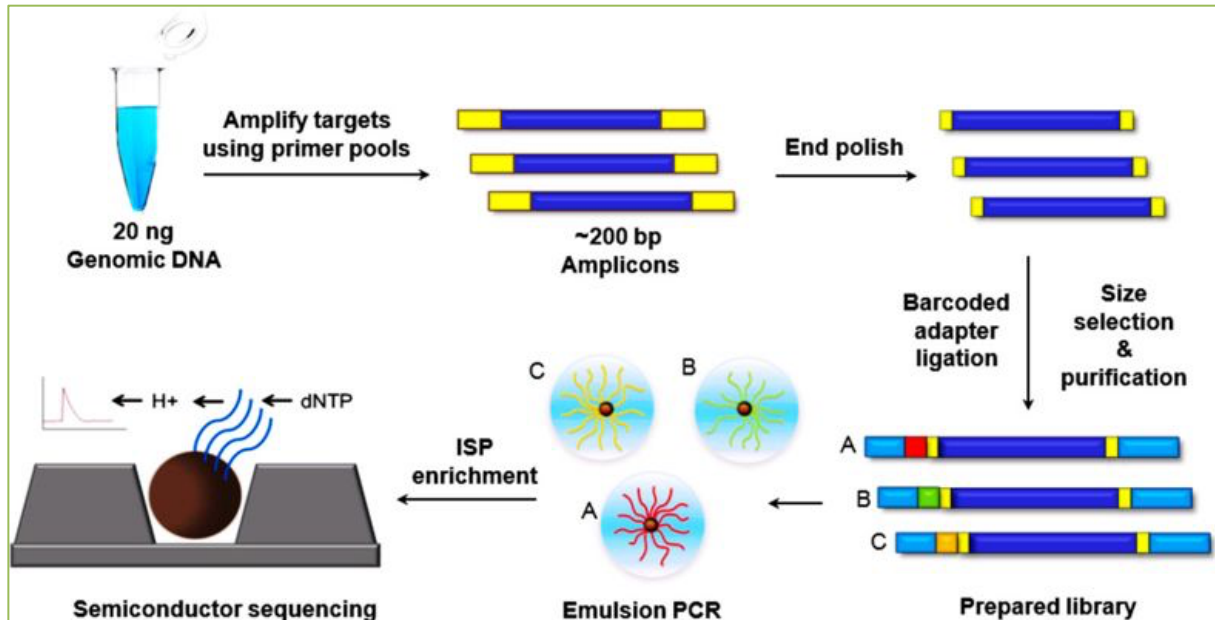 Amplify targets
using primer pools
20 ng
Genomic DNA
~200 bp
Amplicons
End polish
Barcoded
adapter
ligation
Size
selection
&
purification
A
B
C
Prepared library
C
B
A
Emulsion PCR
ISP
enrichment
H+
dNTP
Semiconductor sequencing